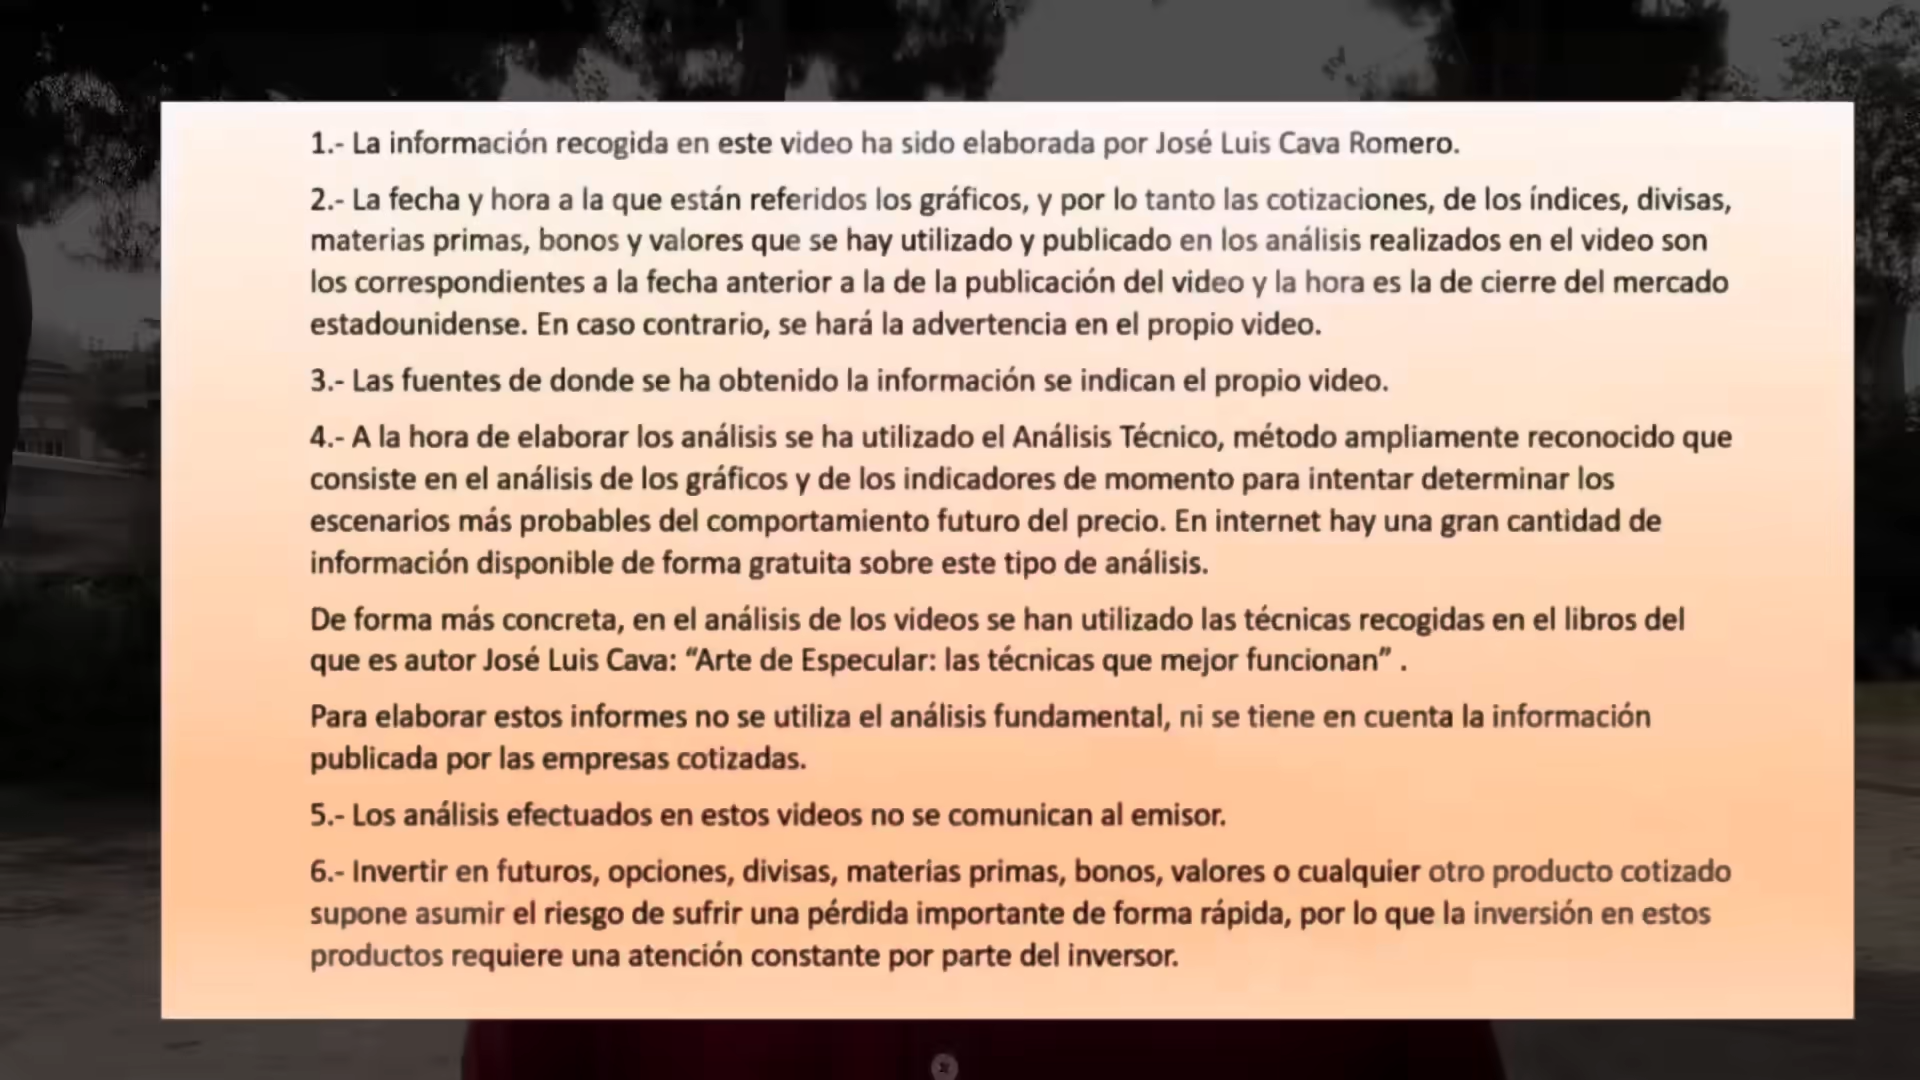 1.- La información recogida en este video ha sido elaborada por José Luis Cava Romero.
2.- La fecha y hora a la que están referidos los gráficos, y por lo tanto las cotizaciones, de los índices, divisas,
materias primas, bonos y valores que se hay utilizado y publicado en los análisis realizados en el video son
los correspondientes a la fecha anterior a la de la publicación del video y la hora es la de cierre del mercado
estadounidense. En caso contrario, se hará la advertencia en el propio video.
3.- Las fuentes de donde se ha obtenido la información se indican el propio video.
4.- A la hora de elaborar los análisis se ha utilizado el Análisis Técnico, método ampliamente reconocido que
consiste en el análisis de los gráficos y de los indicadores de momento para intentar determinar los
escenarios más probables del comportamiento futuro del precio. En internet hay una gran cantidad de
información disponible de forma gratuita sobre este tipo de análisis.
De forma más concreta, en el análisis de los videos se han utilizado las técnicas recogidas en el libros del
que es autor José Luis Cava: “Arte de Especular: las técnicas que mejor funcionan” .
Para elaborar estos informes no se utiliza el análisis fundamental, ni se tiene en cuenta la información
publicada por las empresas cotizadas.
5.- Los análisis efectuados en estos videos no se comunican al emisor.
6.- Invertir en futuros, opciones, divisas, materias primas, bonos, valores o cualquier otro producto cotizado
supone asumir el riesgo de sufrir una pérdida importante de forma rápida, por lo que la inversión en estos
productos requiere una atención constante por parte del inversor.